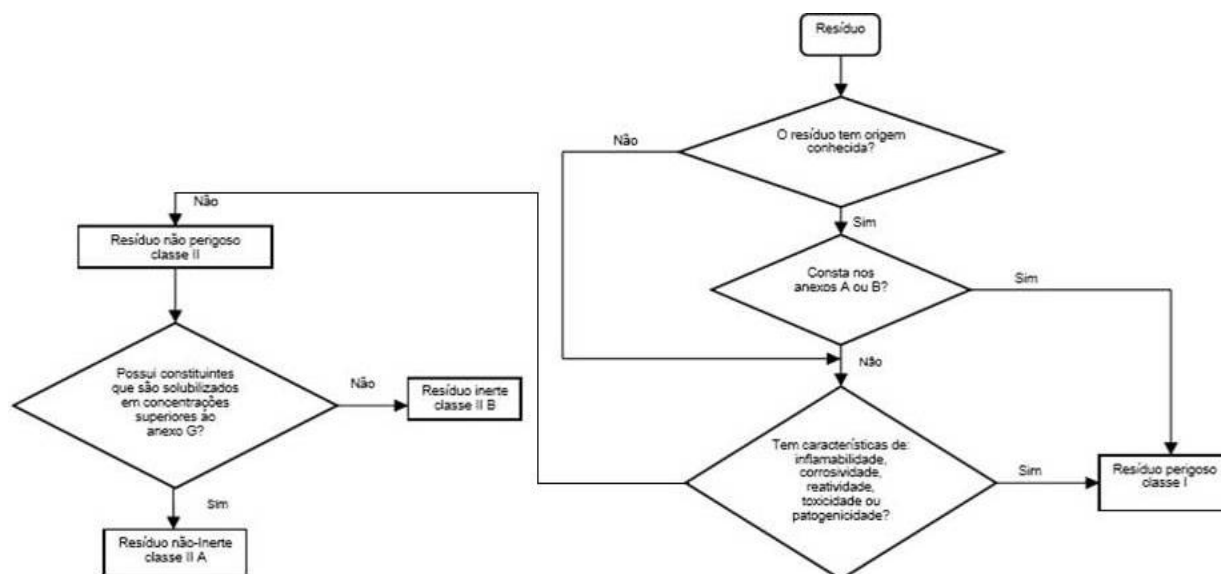 Resíduo
O resíduo tem origem
conhecida?
Não
Sim
Consta nos
anexos A ou B?
Sim
Não
Tem características de:
inflamabilidade,
corrosividade,
reatividade,
toxicidade ou
patogenicidade?
Sim
Resíduo perigoso
classe I
Não
Resíduo não perigoso
classe II
Possui constituintes
que são solubilizados
em concentrações
superiores ao
anexo G?
Não
Resíduo inerte
classe II B
Sim
Resíduo não-Inerte
classe II A